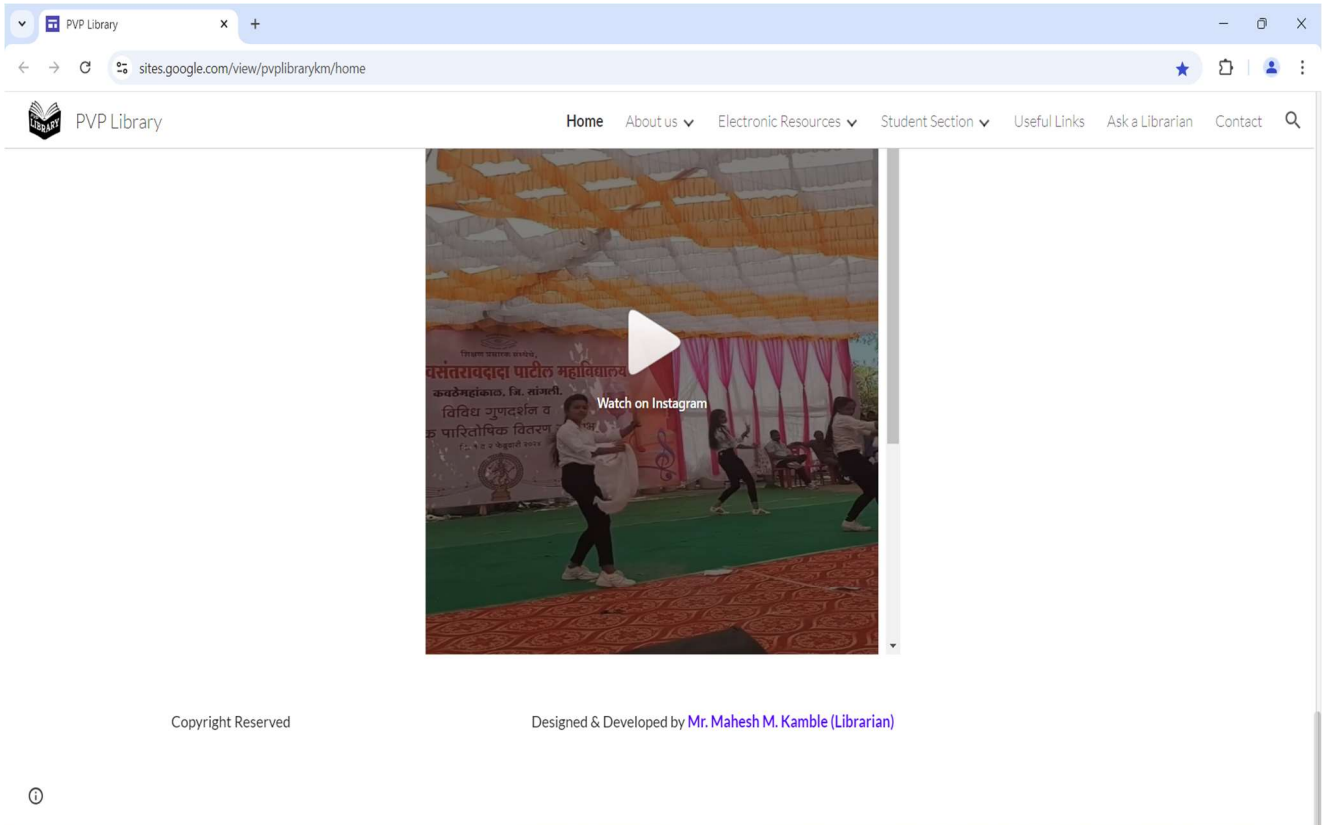 PVP Library
sites.google.com/view/pvplibrarykm/home
LIBRARY
PVP Library
Home About us Electronic Resources Student Section Useful Links Ask a Librarian Contact
शिक्षण प्रसारक संस्थेचे,
वसंतरावदादा पाटील महाविद्यालय
कवठेमहांकाळ, जि. सांगली.
विविध गुणदर्शन व
क पारितोषिक वितरण
Watch on Instagram
Copyright Reserved
Designed & Developed by Mr. Mahesh M. Kamble (Librarian)